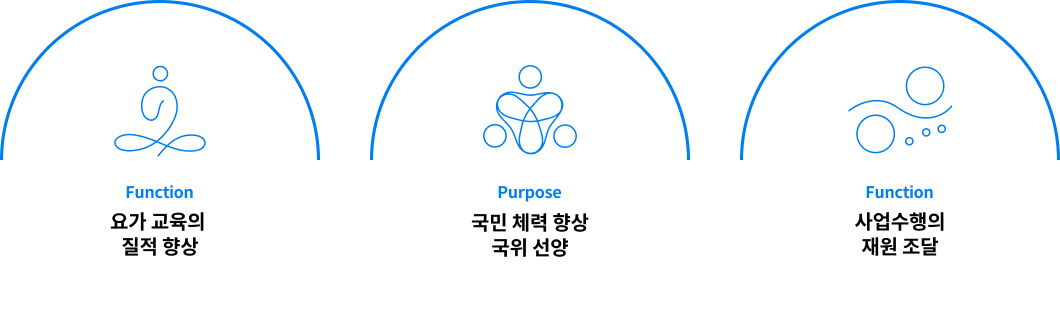 Function
요가 교육의
질적 향상
Purpose
국민 체력 향상
국위 선양
Function
사업수행의
재원 조달